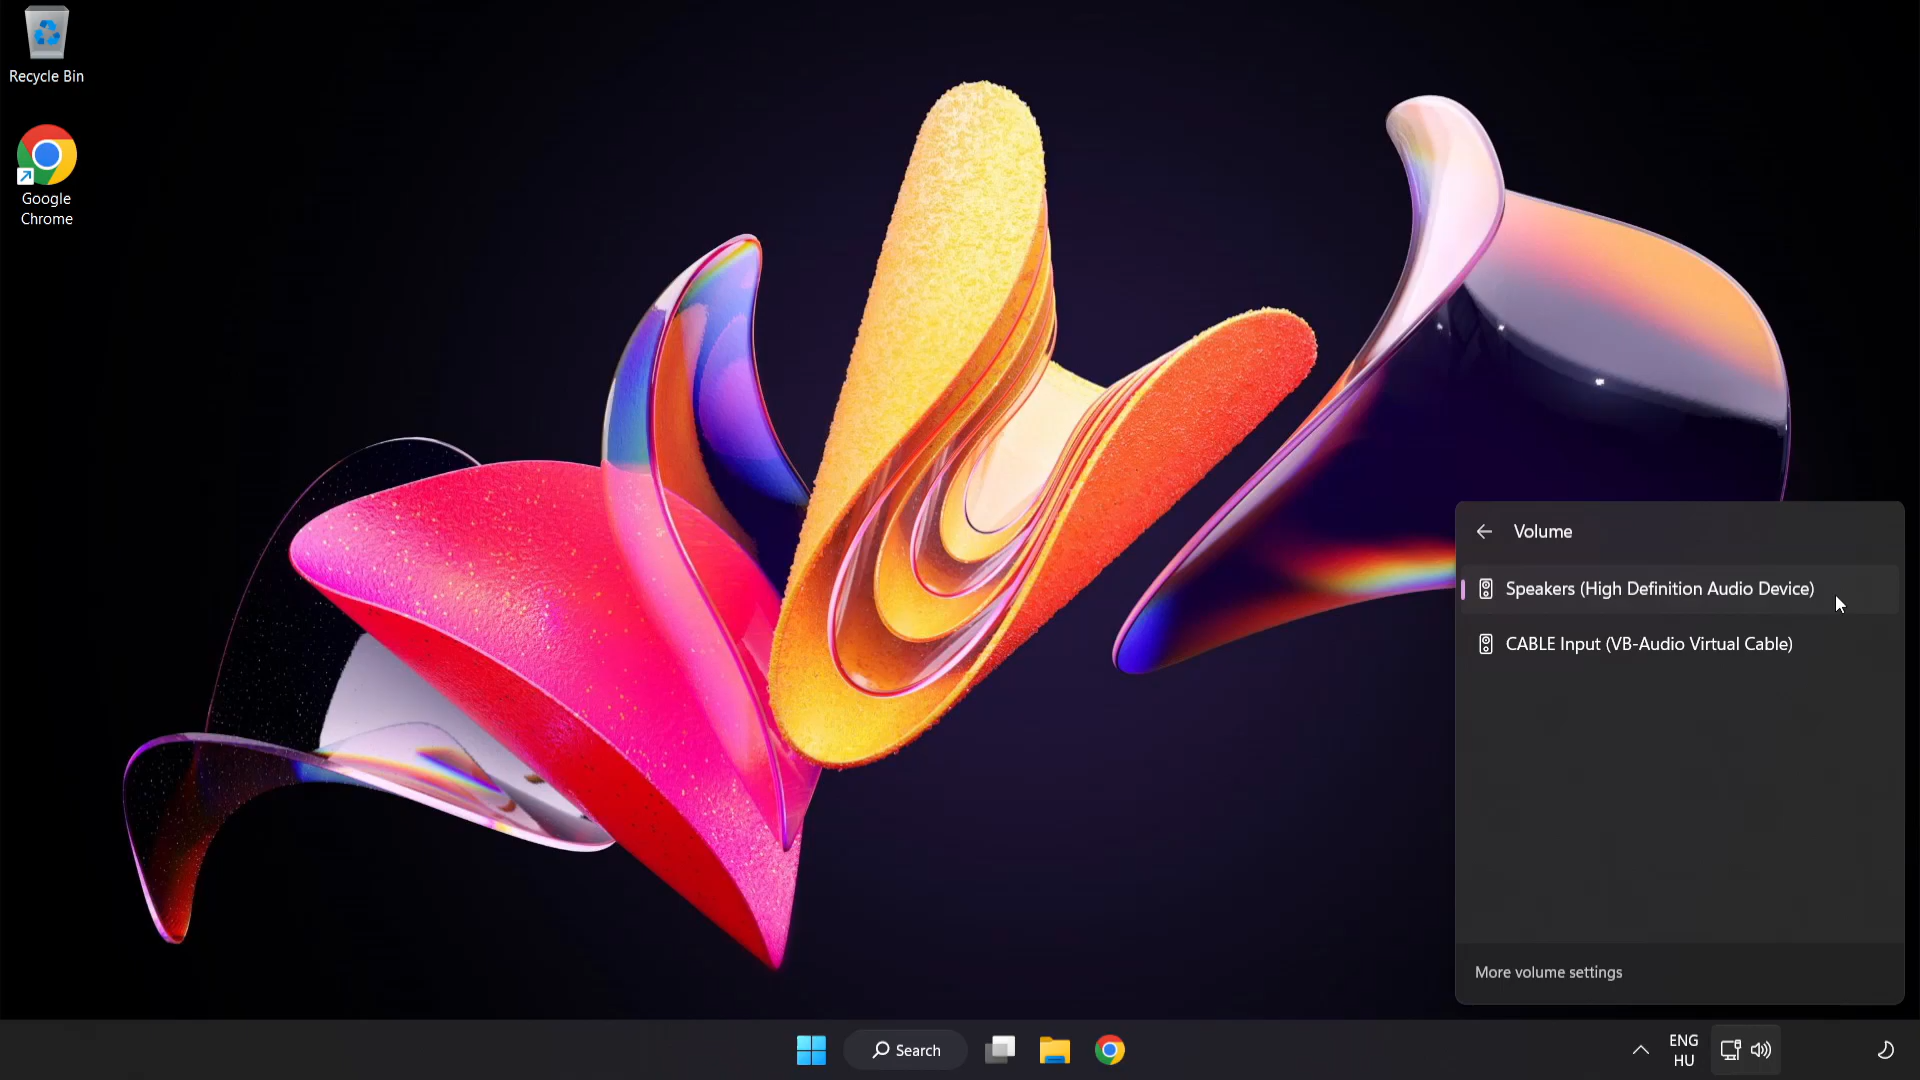 Recycle Bin
Google
Chrome
Volume
Speakers (High Definition Audio Device)
CABLE Input (VB-Audio Virtual Cable)
More volume settings
Search
ENG
HU